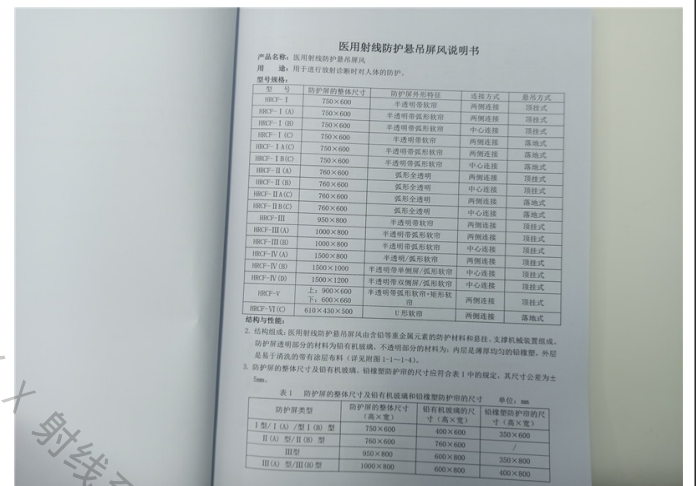 医用射线防护悬吊屏风说明书
产品名称：医用射线防护悬吊屏风
用 途：用于进行放射诊断时对人体的防护。
型号规格：
型 号 防护屏的整体尺寸 防护屏外形特征 连接方式 悬吊方式
HRCF-Ⅰ 750×600 半透明带软帘 两侧连接 顶挂式
HRCF-Ⅰ(A) 750×600 半透明带弧形软帘 两侧连接 顶挂式
HRCF-Ⅰ(B) 750×600 半透明带弧形软帘 中心连接 顶挂式
HRCF-Ⅰ(C) 750×600 半透明带软帘 两侧连接 落地式
HRCF-ⅠA(C) 750×600 半透明带弧形软帘 两侧连接 落地式
HRCF-ⅠB(C) 750×600 半透明带弧形软帘 中心连接 落地式
HRCF-Ⅱ(A) 760×600 弧形全透明 两侧连接 顶挂式
HRCF-Ⅱ(B) 760×600 弧形全透明 中心连接 顶挂式
HRCF-ⅡA(C) 760×600 弧形全透明 两侧连接 落地式
HRCF-ⅡB(C) 760×600 弧形全透明 中心连接 落地式
HRCF-Ⅲ 950×800 半透明带软帘 两侧连接 顶挂式
HRCF-Ⅲ(A) 1000×800 半透明带弧形软帘 两侧连接 顶挂式
HRCF-Ⅲ(B) 1000×800 半透明带弧形软帘 中心连接 顶挂式
HRCF-Ⅳ(A) 1500×800 半透明/弧形软帘 两侧连接 顶挂式
HRCF-Ⅳ(B) 1500×1000 半透明带单侧屏/弧形软帘 中心连接 顶挂式
HRCF-Ⅳ(D) 1500×1200 半透明带双侧屏/弧形软帘 中心连接 顶挂式
HRCF-Ⅴ 上：900×600 下：600×600 半透明带弧形软帘+矩形软帘 两侧连接 顶挂式
HRCF-Ⅵ(C) 610×430×500 U形软帘 两侧连接 落地式
结构与性能：
2. 结构组成：医用射线防护悬吊屏风由含铅等重金属元素的防护材料和悬挂、支撑机械装置组成。
防护屏透明部分的材料为铅有机玻璃，不透明部分的材料为：内层是薄厚均匀的铅橡塑，外层
是易于清洗的带有涂层布料（详见附图1-1～1-4）。
3. 防护屏的整体尺寸及铅有机玻璃、铅橡塑防护帘的尺寸应符合表1中的规定，其尺寸公差为±
5mm。
表1 防护屏的整体尺寸及铅有机玻璃和铅橡塑防护帘的尺寸 单位：mm
防护屏类型 防护屏的整体尺寸（高×宽） 铅有机玻璃的尺寸（高×宽） 铅橡塑防护帘的尺寸（高×宽）
Ⅰ型/Ⅰ(A) /型Ⅰ(B) 型 750×600 400×600 350×600
Ⅱ(A) 型/Ⅱ(B) 型 760×600 760×600 /
Ⅲ型 950×800 600×800 350×800
Ⅲ(A) 型/Ⅲ(B)型 1000×800 600×800 400×800
X 射线